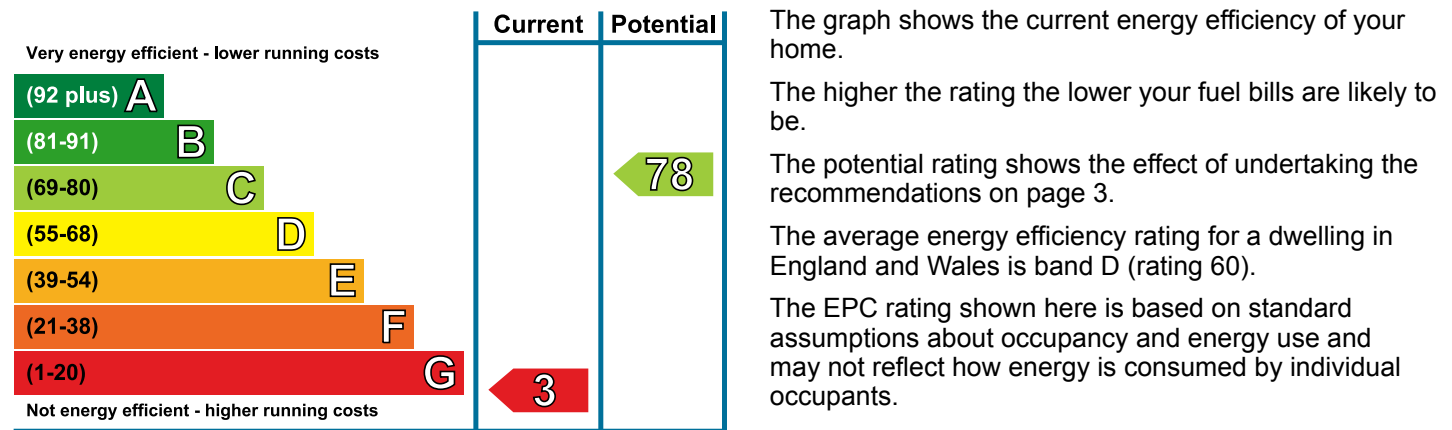 Current Potential
Very energy efficient - lower running costs
(92 plus) A
(81-91) B
(69-80) C
78
(55-68) D
(39-54) E
(21-38) F
(1-20) G
3
Not energy efficient - higher running costs
The graph shows the current energy efficiency of your
home.
The higher the rating the lower your fuel bills are likely to
be.
The potential rating shows the effect of undertaking the
recommendations on page 3.
The average energy efficiency rating for a dwelling in
England and Wales is band D (rating 60).
The EPC rating shown here is based on standard
assumptions about occupancy and energy use and
may not reflect how energy is consumed by individual
occupants.